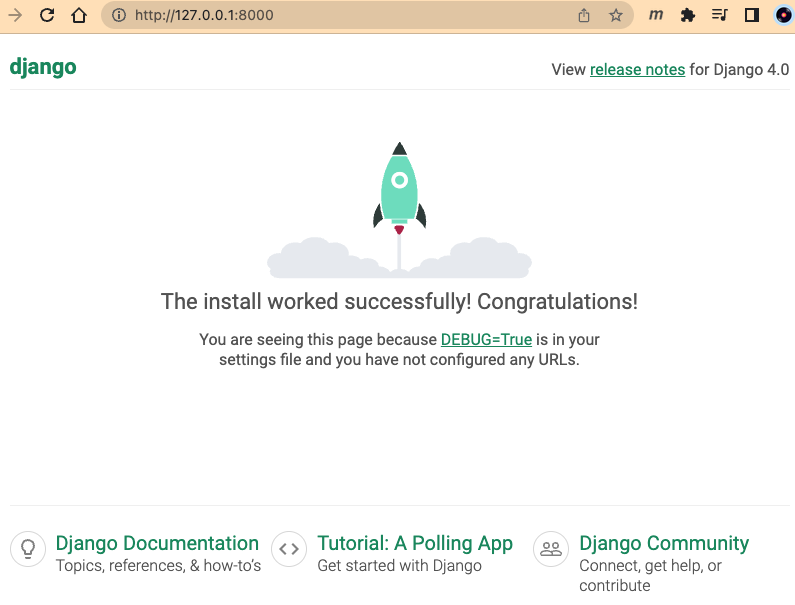 http://127.0.0.1:8000
m
django
View release notes for Django 4.0
The install worked successfully! Congratulations!
You are seeing this page because DEBUG=True is in your
settings file and you have not configured any URLs.
Django Documentation
Topics, references, & how-to’s
Tutorial: A Polling App
Get started with Django
Django Community
Connect, get help, or
contribute